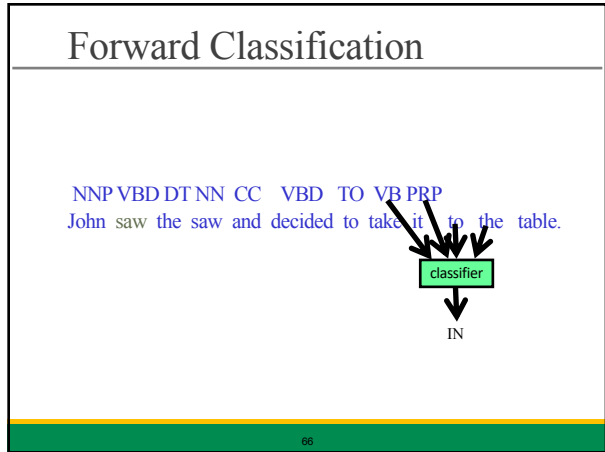 Forward Classification
NNP VBD DT NN CC VBD TO VB PRP
John saw the saw and decided to take it to the table.
classifier
IN
66